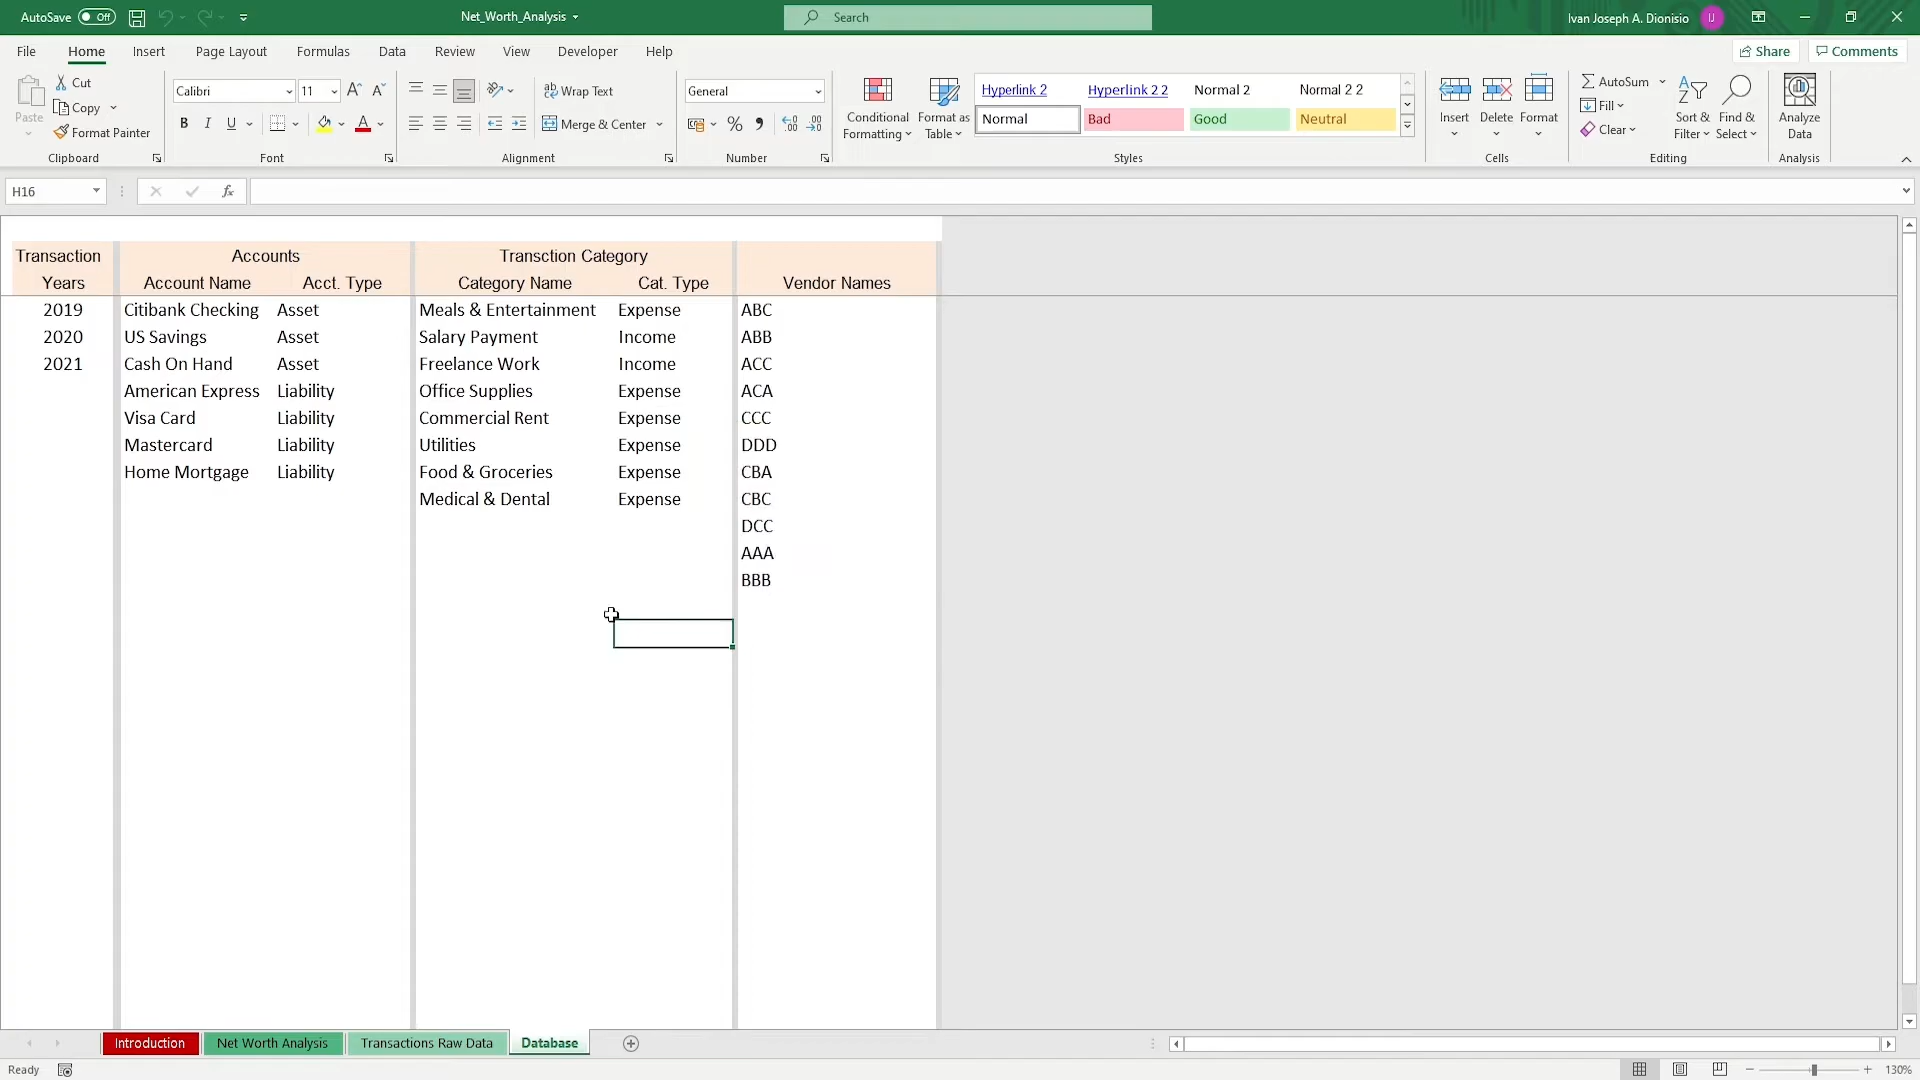 AutoSave Off Net_Worth_Analysis Search Ivan Joseph A. Dionisio IJ
File Home Insert Page Layout Formulas Data Review View Developer Help Share Comments
Paste Cut Copy Format Painter Clipboard
Calibri 11 A A B I U A Font
Wrap Text Merge & Center Alignment
General % Number
Conditional Formatting Format as Table
Hyperlink 2 Hyperlink 2 2 Normal 2 Normal 2 2
Normal Bad Good Neutral
Styles
Insert Delete Format Cells
AutoSum Fill Clear Sort & Filter Find & Select Editing
Analyze Data Analysis
H16 fx
Transaction Accounts Transction Category
Years Account Name Acct. Type Category Name Cat. Type Vendor Names
2019 Citibank Checking Asset Meals & Entertainment Expense ABC
2020 US Savings Asset Salary Payment Income ABB
2021 Cash On Hand Asset Freelance Work Income ACC
American Express Liability Office Supplies Expense ACA
Visa Card Liability Commercial Rent Expense CCC
Mastercard Liability Utilities Expense DDD
Home Mortgage Liability Food & Groceries Expense CBA
Medical & Dental Expense CBC
DCC
AAA
BBB
Introduction Net Worth Analysis Transactions Raw Data Database
Ready 130%